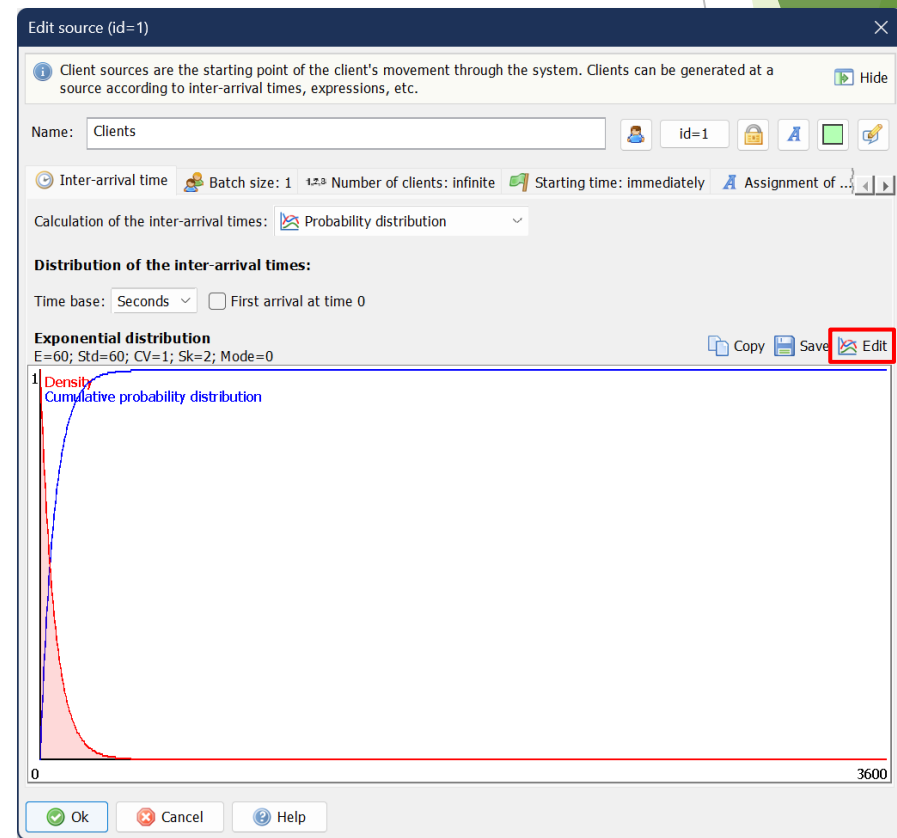 Edit source (id=1)
Client sources are the starting point of the client's movement through the system. Clients can be generated at a
source according to inter-arrival times, expressions, etc.
Hide
Name: Clients id=1
Inter-arrival time Batch size: 1 1,2,3 Number of clients: infinite Starting time: immediately Assignment of ...
Calculation of the inter-arrival times: Probability distribution
Distribution of the inter-arrival times:
Time base: Seconds First arrival at time 0
Exponential distribution
E=60; Std=60; CV=1; Sk=2; Mode=0
Copy Save Edit
1 Density
Cumulative probability distribution
0 3600
Ok Cancel Help